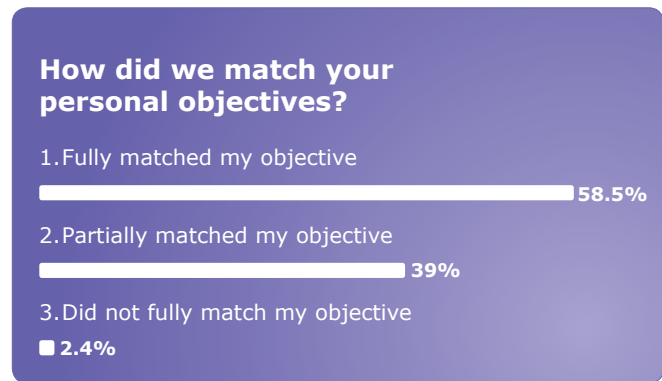 How did we match your
personal objectives?
1.Fully matched my objective
58.5%
2.Partially matched my objective
39%
3.Did not fully match my objective
2.4%